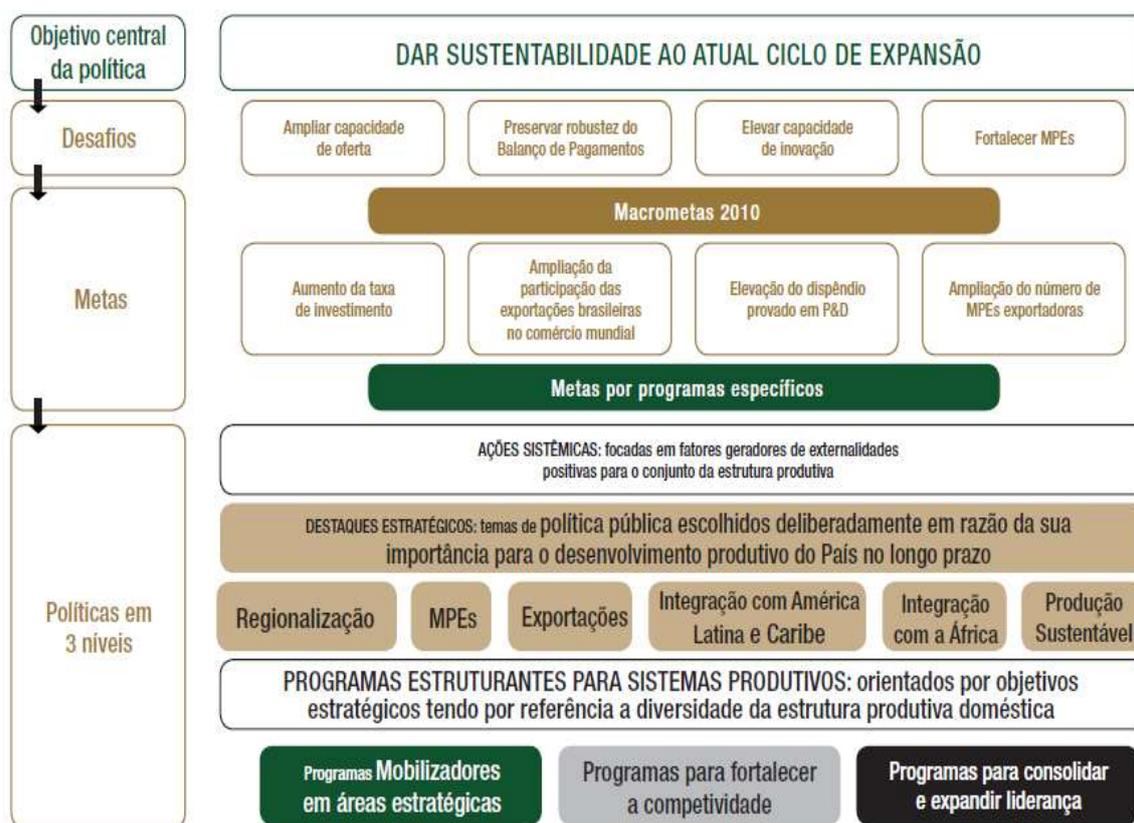 Objetivo central
da política
DAR SUSTENTABILIDADE AO ATUAL CICLO DE EXPANSÃO
Desafios
Ampliar capacidade
de oferta
Preservar robustez do
Balanço de Pagamentos
Elevar capacidade
de inovação
Fortalecer MPEs
Metas
Macrometas 2010
Aumento da taxa
de investimento
Ampliação da
participação das
exportações brasileiras
no comércio mundial
Elevação do dispêndio
provado em P&D
Ampliação do número de
MPEs exportadoras
Metas por programas específicos
Políticas em
3 níveis
AÇÕES SISTÊMICAS: focadas em fatores geradores de externalidades
positivas para o conjunto da estrutura produtiva
DESTAQUES ESTRATÉGICOS: temas de política pública escolhidos deliberadamente em razão da sua
importância para o desenvolvimento produtivo do País no longo prazo
Regionalização
MPEs
Exportações
Integração com América
Latina e Caribe
Integração
com a África
Produção
Sustentável
PROGRAMAS ESTRUTURANTES PARA SISTEMAS PRODUTIVOS: orientados por objetivos
estratégicos tendo por referência a diversidade da estrutura produtiva doméstica
Programas Mobilizadores
em áreas estratégicas
Programas para fortalecer
a competividade
Programas para consolidar
e expandir liderança